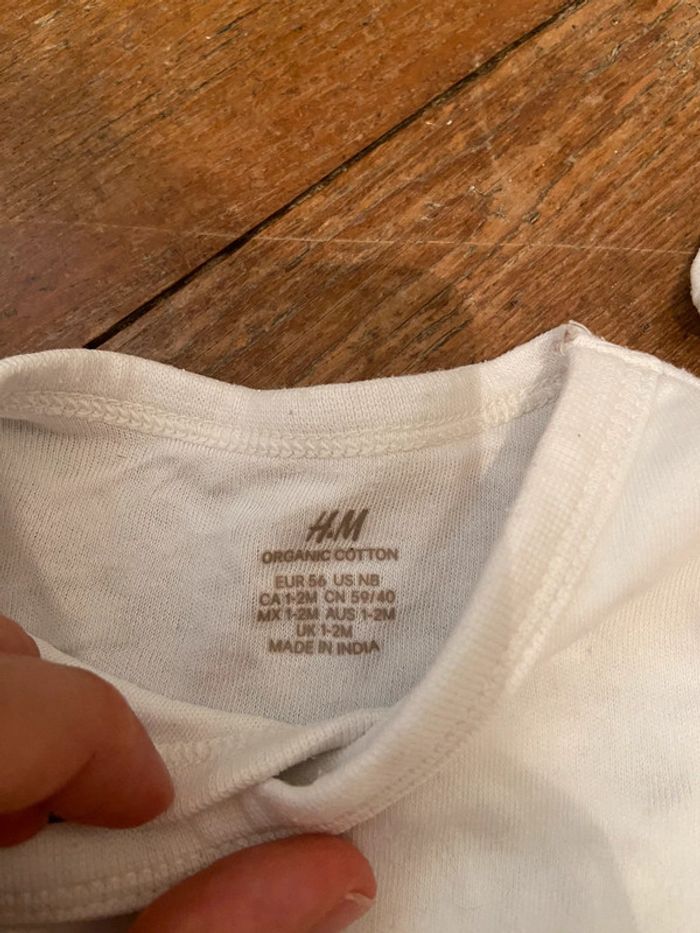 H&M
ORGANIC COTTON
EUR 56 US NB
CA 1-2M CN 59/40
MX 1-2M AUS 1-2M
UK 1-2M
MADE IN INDIA